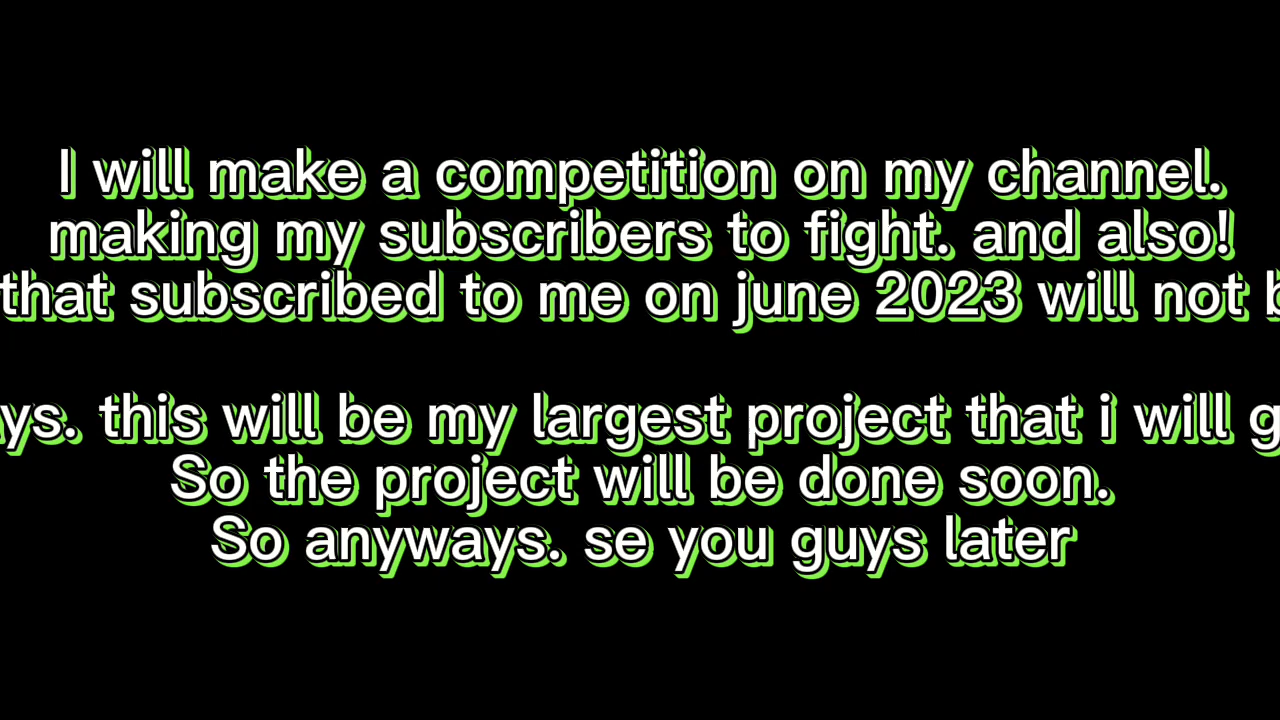 I will make a competition on my channel.
making my subscribers to fight. and also!
that subscribed to me on june 2023 will not
this will be my largest project that i will
So the project will be done soon.
So anyways. se you guys later